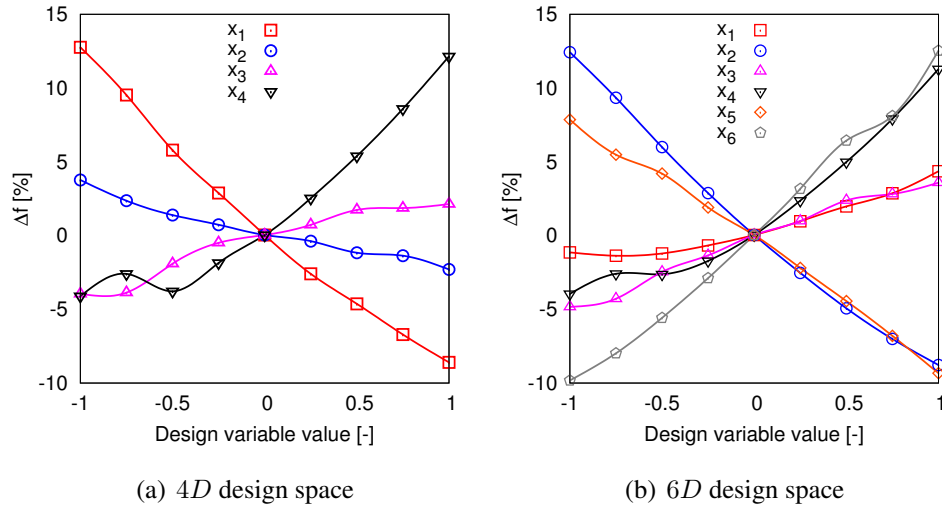 15
10
5
0
-5
-10
Δf [%]
-1
-0.5
0
0.5
1
Design variable value [-]
x1
x2
x3
x4
(a) 4D design space
15
10
5
0
-5
-10
Δf [%]
-1
-0.5
0
0.5
1
Design variable value [-]
x1
x2
x3
x4
x5
x6
(b) 6D design space